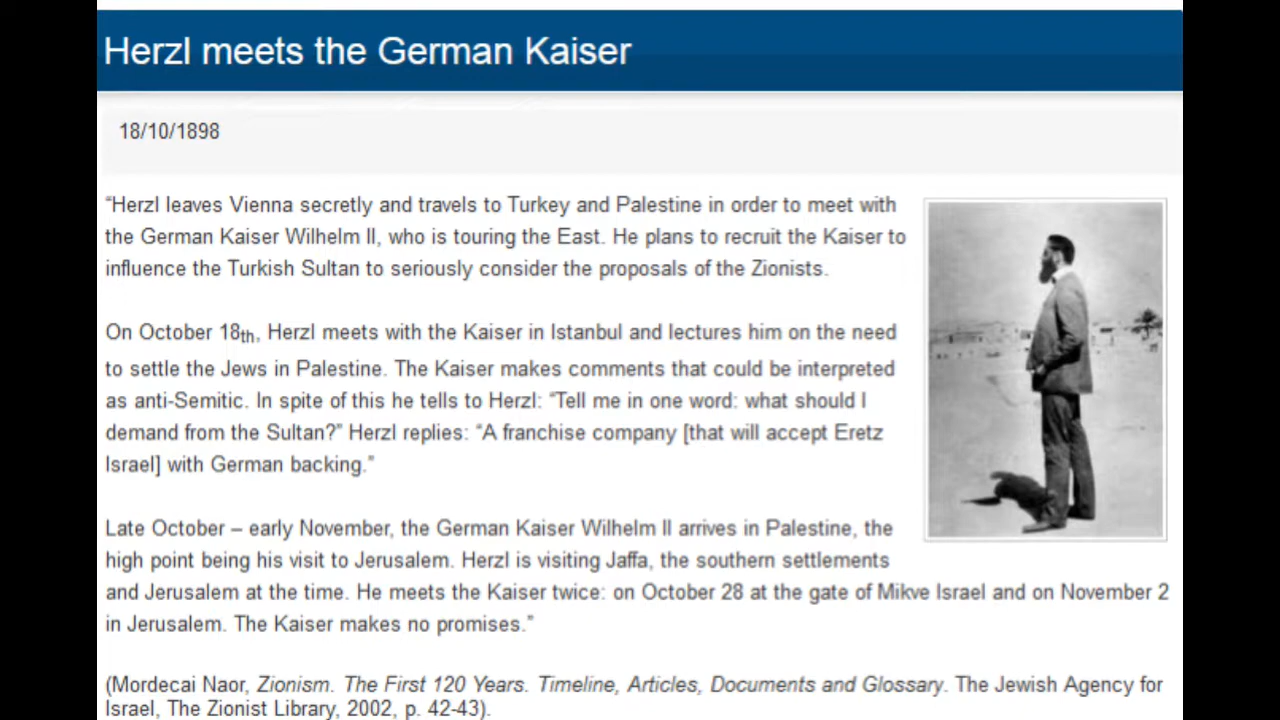 Herzl meets the German Kaiser
18/10/1898
“Herzl leaves Vienna secretly and travels to Turkey and Palestine in order to meet with
the German Kaiser Wilhelm II, who is touring the East. He plans to recruit the Kaiser to
influence the Turkish Sultan to seriously consider the proposals of the Zionists.
On October 18th, Herzl meets with the Kaiser in Istanbul and lectures him on the need
to settle the Jews in Palestine. The Kaiser makes comments that could be interpreted
as anti-Semitic. In spite of this he tells to Herzl: “Tell me in one word: what should I
demand from the Sultan?” Herzl replies: “A franchise company [that will accept Eretz
Israel] with German backing.”
Late October – early November, the German Kaiser Wilhelm II arrives in Palestine, the
high point being his visit to Jerusalem. Herzl is visiting Jaffa, the southern settlements
and Jerusalem at the time. He meets the Kaiser twice: on October 28 at the gate of Mikve Israel and on November 2
in Jerusalem. The Kaiser makes no promises.”
(Mordecai Naor, Zionism. The First 120 Years. Timeline, Articles, Documents and Glossary. The Jewish Agency for
Israel, The Zionist Library, 2002, p. 42-43).